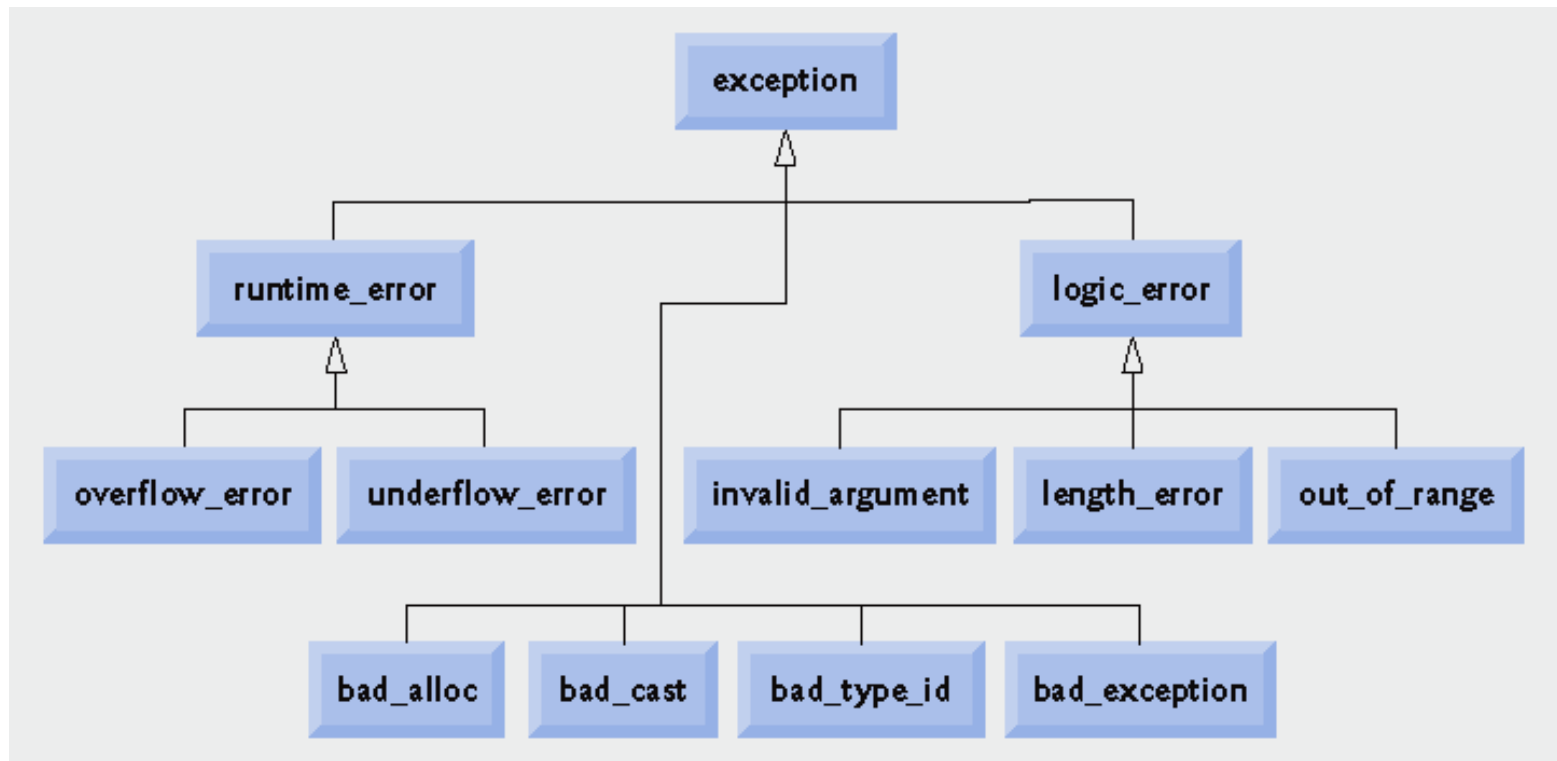 exception
runtime_error
logic_error
overflow_error
underflow_error
invalid_argument
length_error
out_of_range
bad_alloc
bad_cast
bad_type_id
bad_exception